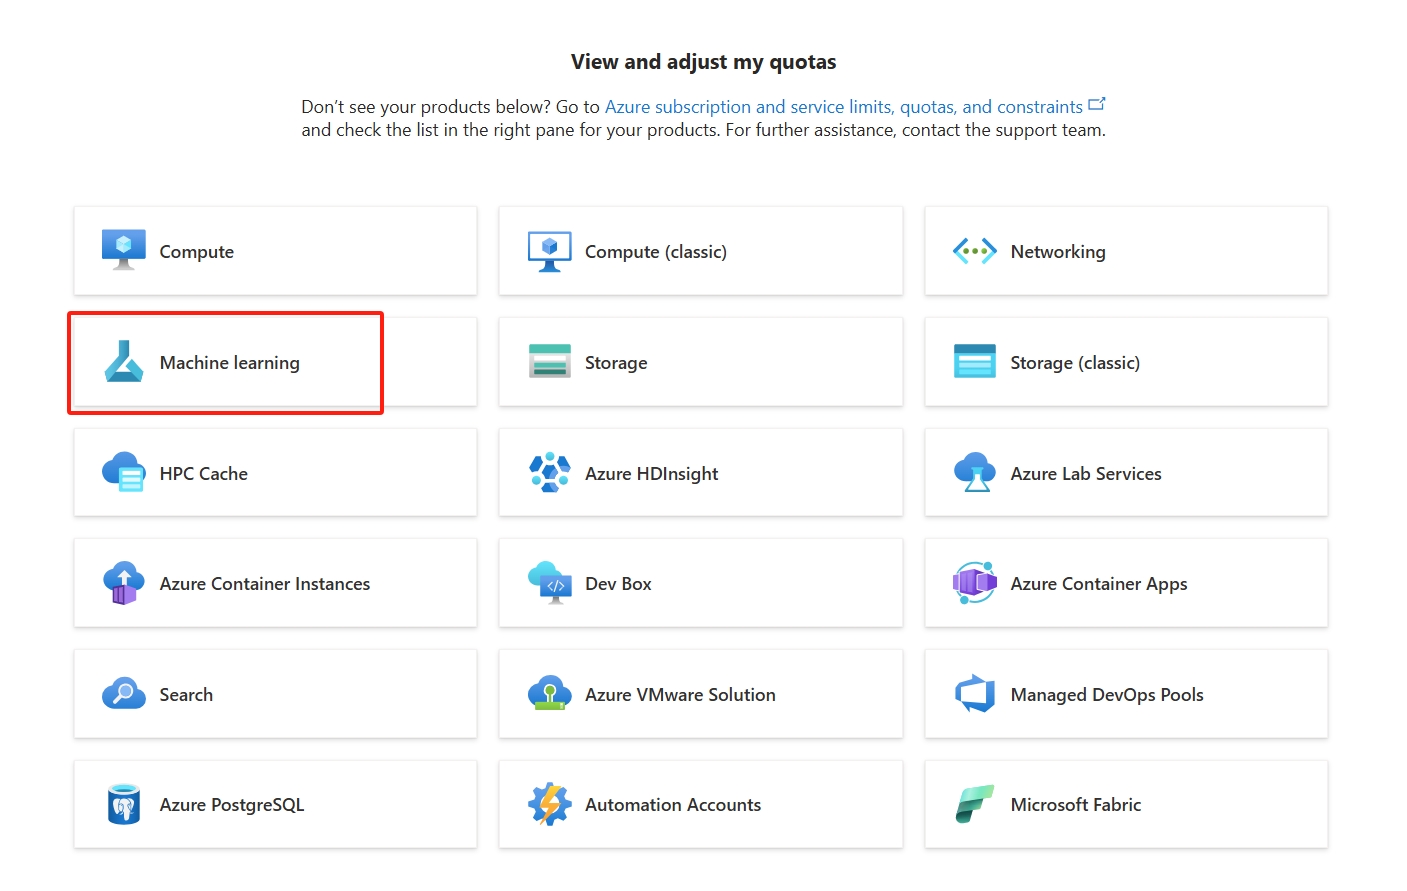 View and adjust my quotas
Don’t see your products below? Go to Azure subscription and service limits, quotas, and constraints
and check the list in the right pane for your products. For further assistance, contact the support team.
Compute
Compute (classic)
Networking
Machine learning
Storage
Storage (classic)
HPC Cache
Azure HDInsight
Azure Lab Services
Azure Container Instances
Dev Box
Azure Container Apps
Search
Azure VMware Solution
Managed DevOps Pools
Azure PostgreSQL
Automation Accounts
Microsoft Fabric